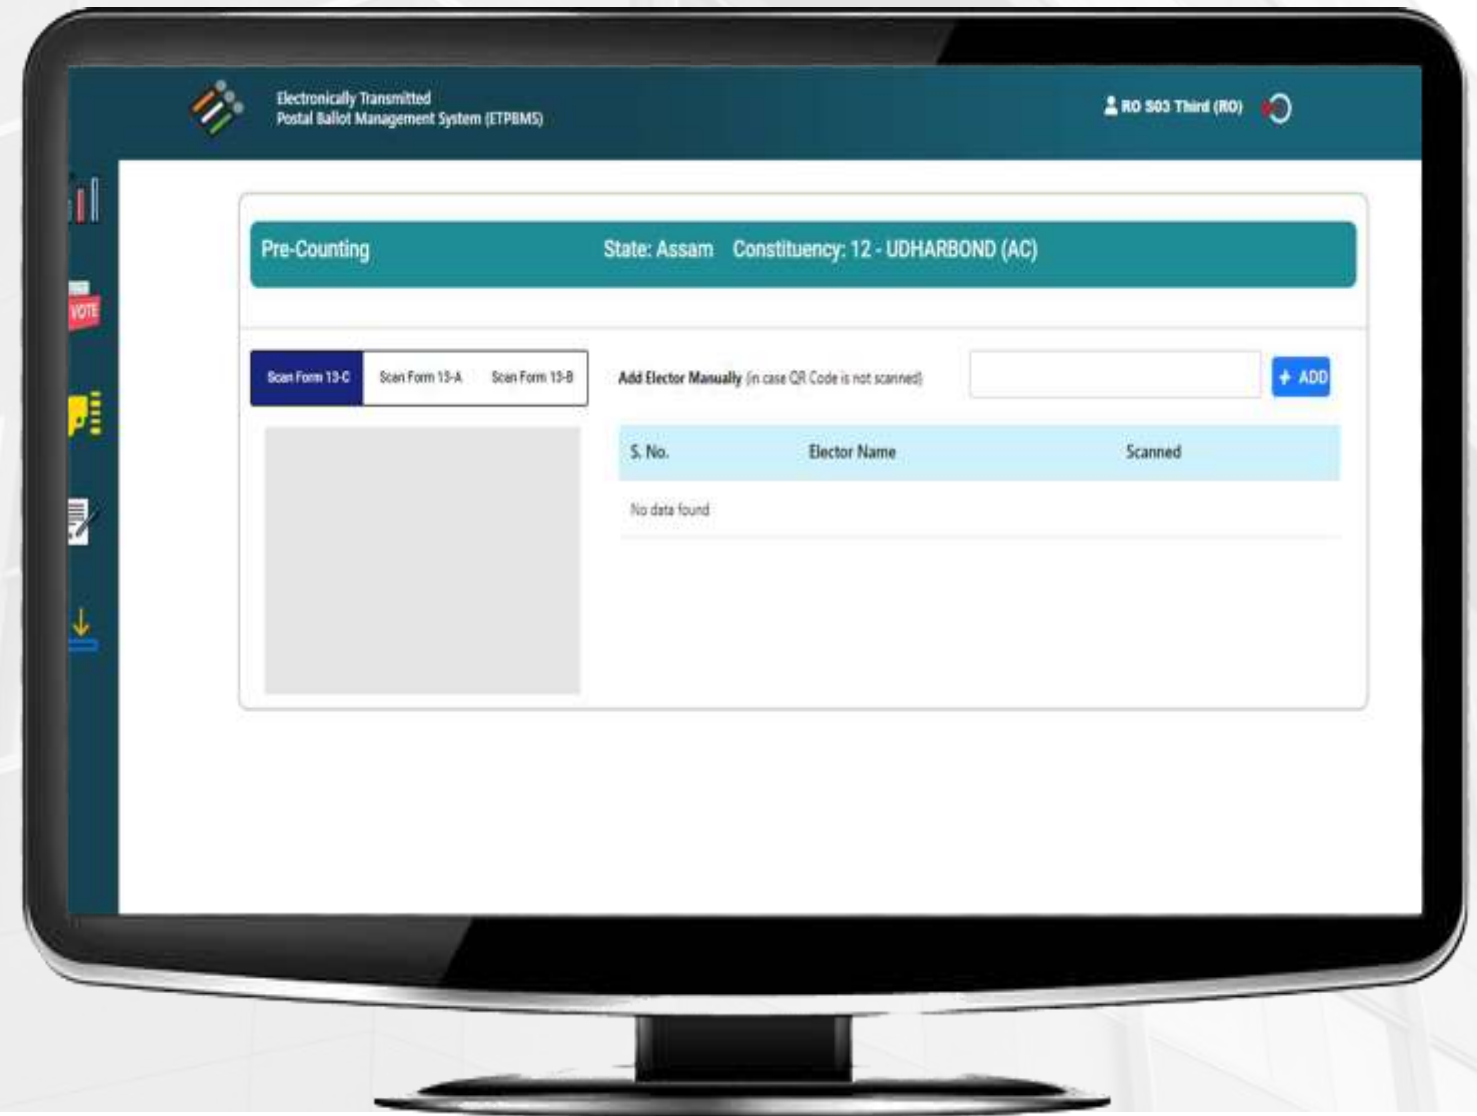 Electronically Transmitted
Postal Ballot Management System (ETPBMS)
RO S03 Third (RO)
Pre-Counting State: Assam Constituency: 12 - UDHARBOND (AC)
VOTE
Scan Form 13-C Scan Form 13-A Scan Form 13-B Add Elector Manually (in case QR Code is not scanned) + ADD
S. No. Elector Name Scanned
No data found